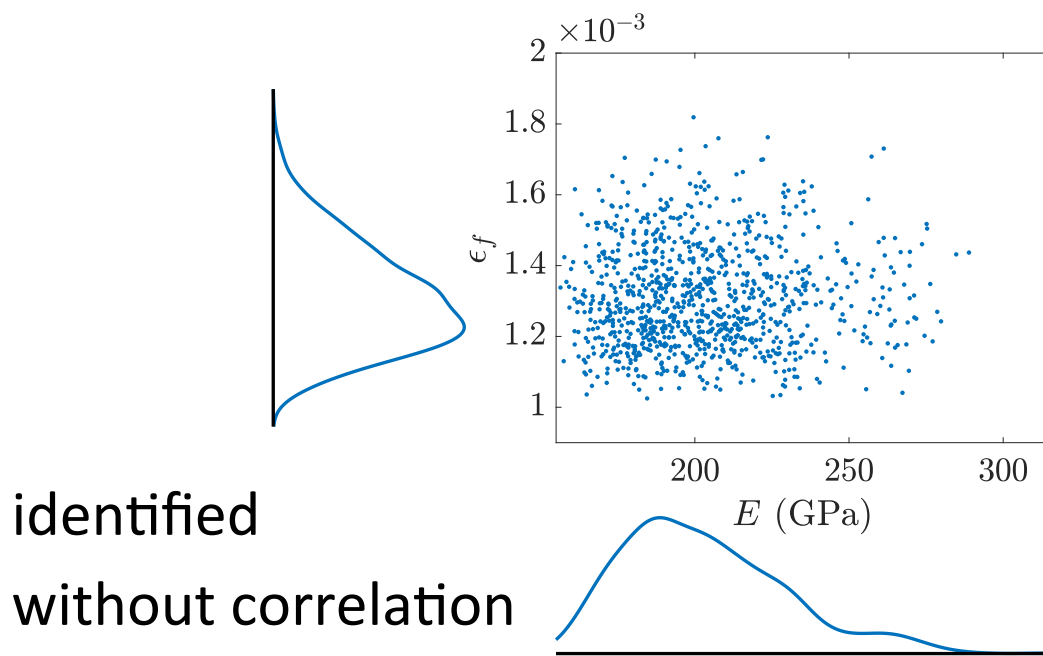 ×10⁻³
2
1.8
1.6
1.4
1.2
1
ϵ_f
200 250 300
E (GPa)
identified
without correlation